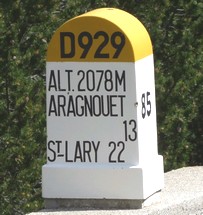 D929
ALT. 2078M
ARAGNOUET
13
ST LARY 22
85